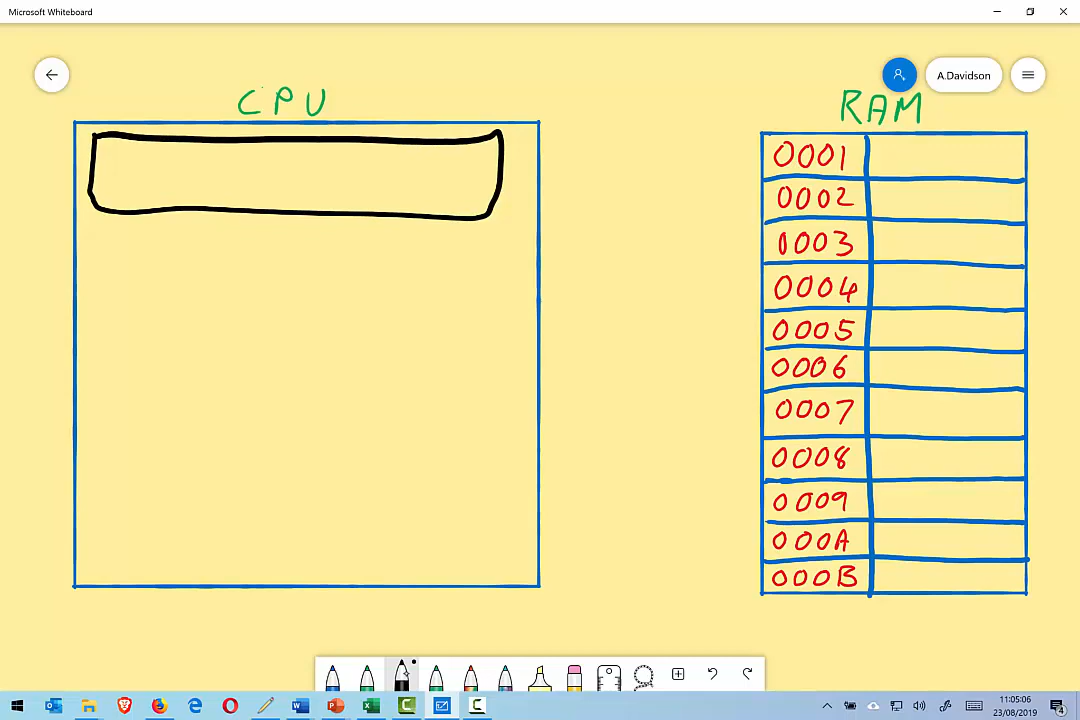 Microsoft Whiteboard
A.Davidson
CPU
RAM
0001
0002
0003
0004
0005
0006
0007
0008
0009
000A
000B
11:05:06
23/08/2019
4